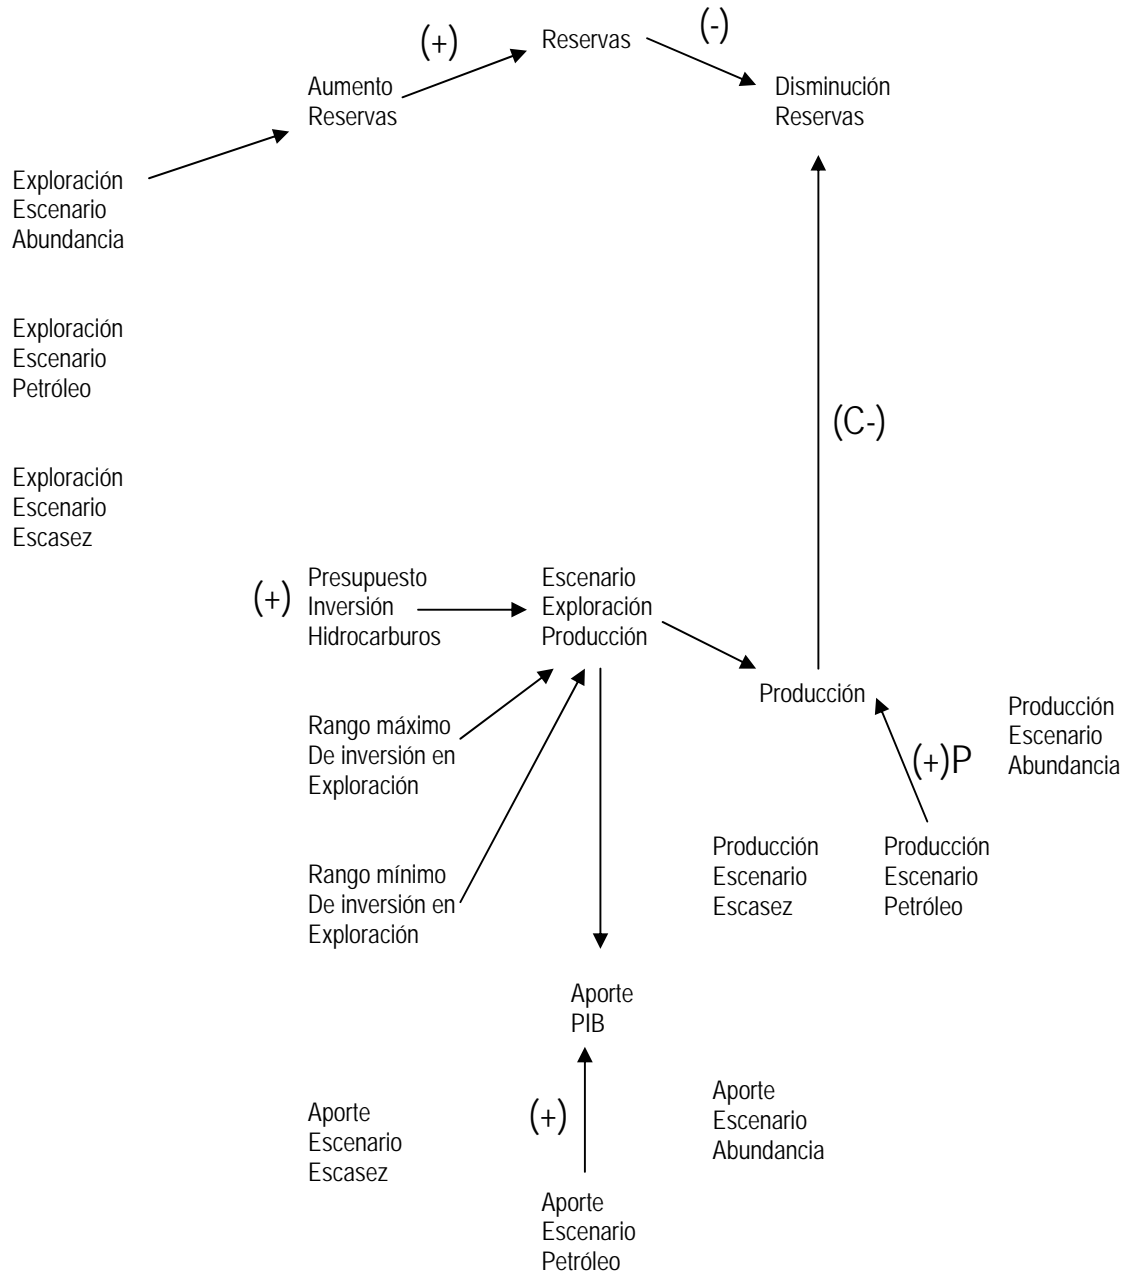 (+)
Reservas
(-)
Aumento
Reservas
Disminución
Reservas
Exploración
Escenario
Abundancia
Exploración
Escenario
Petróleo
Exploración
Escenario
Escasez
(C-)
(+)
Presupuesto
Inversión
Hidrocarburos
Escenario
Exploración
Producción
Rango máximo
De inversión en
Exploración
Producción
Producción
Escenario
Abundancia
(+)P
Rango mínimo
De inversión en
Exploración
Producción
Escenario
Escasez
Producción
Escenario
Petróleo
Aporte
PIB
Aporte
Escenario
Escasez
(+)
Aporte
Escenario
Abundancia
Aporte
Escenario
Petróleo